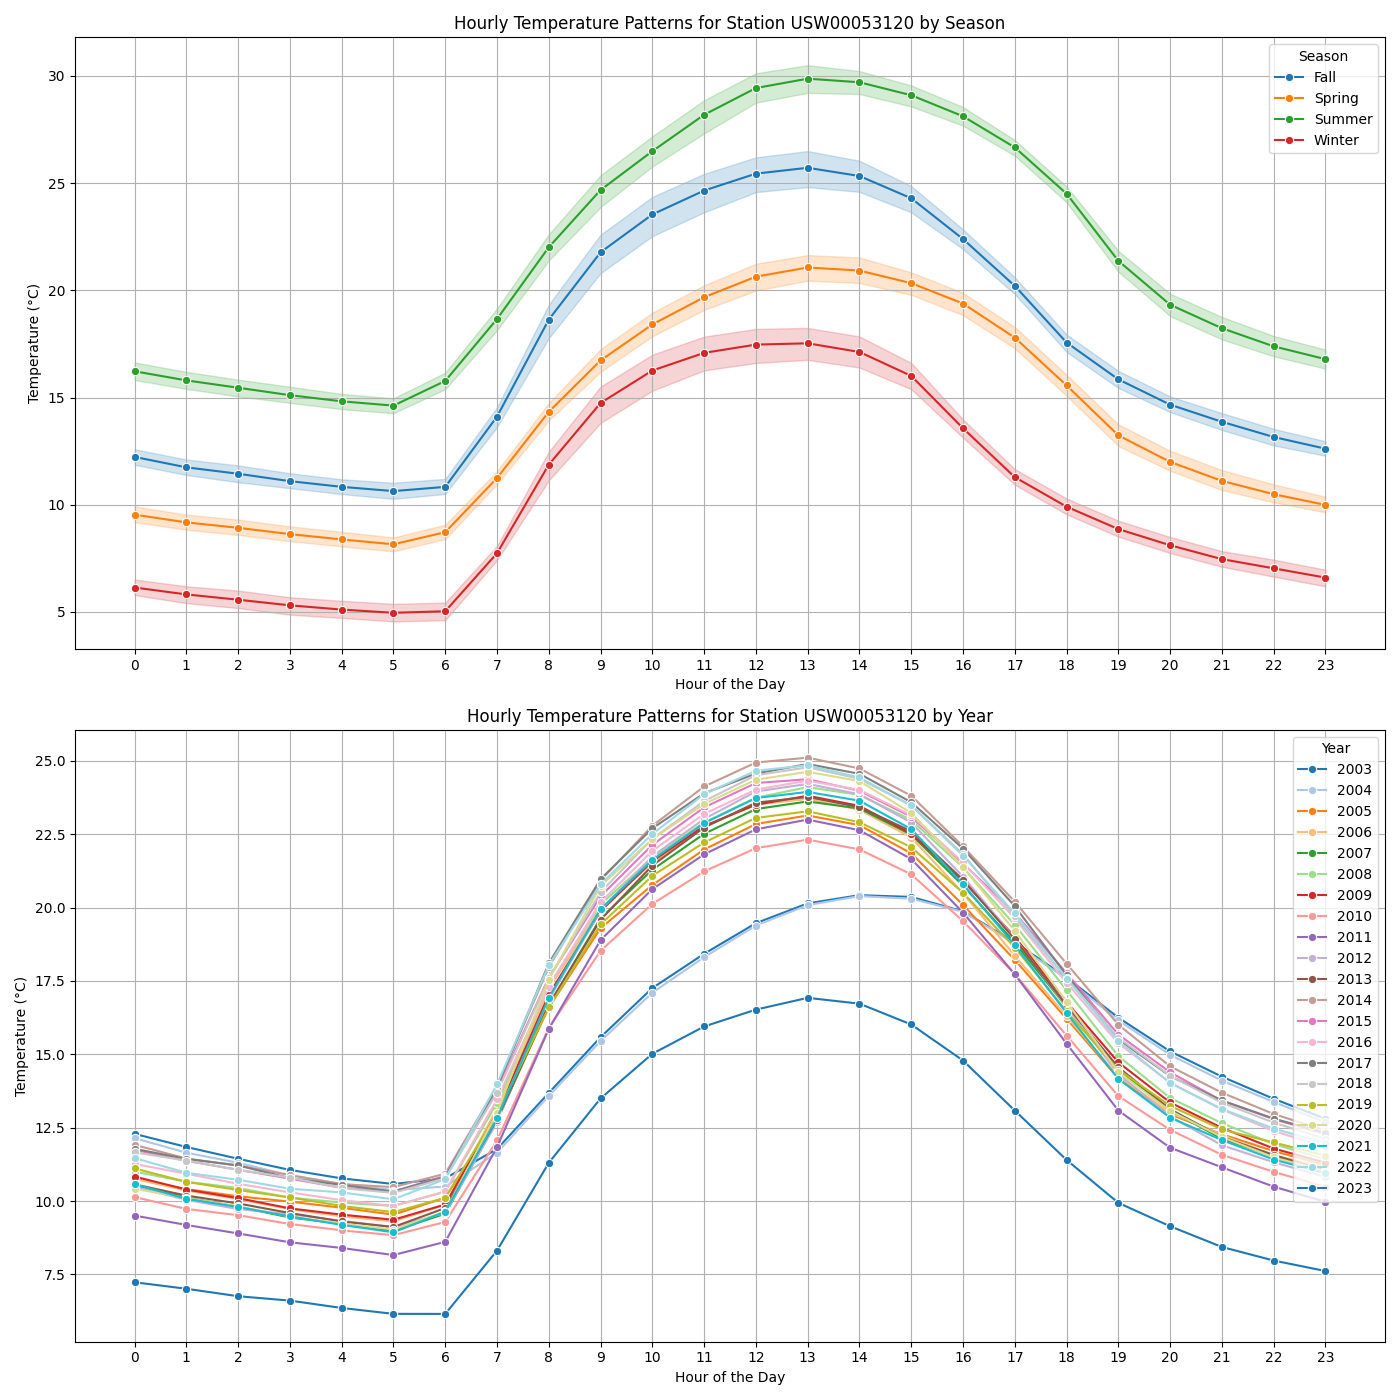 Hourly Temperature Patterns for Station USW00053120 by Season
Temperature (°C)
30
25
20
15
10
5
Season
Fall
Spring
Summer
Winter
0 1 2 3 4 5 6 7 8 9 10 11 12 13 14 15 16 17 18 19 20 21 22 23
Hour of the Day
Hourly Temperature Patterns for Station USW00053120 by Year
Temperature (°C)
25.0
22.5
20.0
17.5
15.0
12.5
10.0
7.5
Year
2003
2004
2005
2006
2007
2008
2009
2010
2011
2012
2013
2014
2015
2016
2017
2018
2019
2020
2021
2022
2023
0 1 2 3 4 5 6 7 8 9 10 11 12 13 14 15 16 17 18 19 20 21 22 23
Hour of the Day